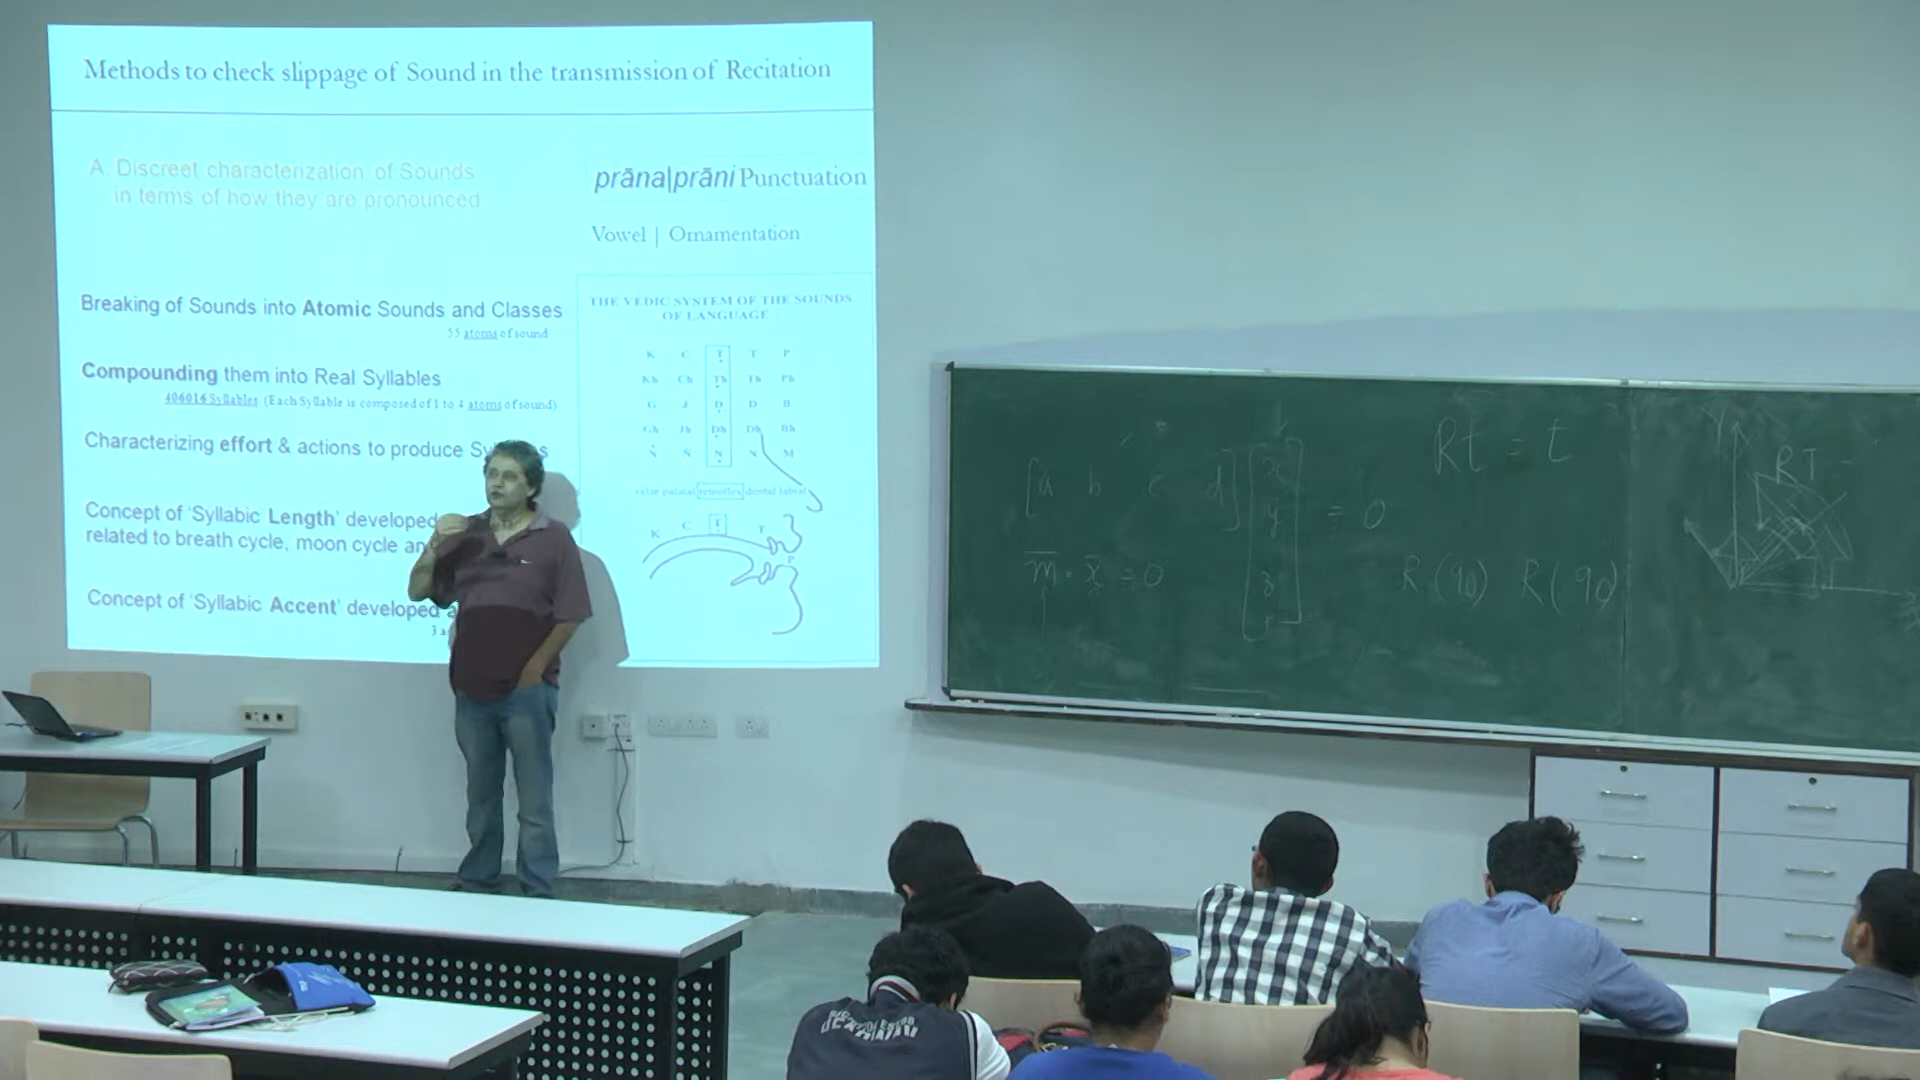 Methods to check slippage of Sound in the transmission of Recitation
A. Discreet characterization of Sounds
in terms of how they are pronounced
prāna|prāni Punctuation
Vowel | Ornamentation
Breaking of Sounds into Atomic Sounds and Classes
55 atoms of sound
Compounding them into Real Syllables
406016 Syllables (Each Syllable is composed of 1 to 4 atoms of sound)
Characterizing effort & actions to produce
Concept of 'Syllabic Length' developed
related to breath cycle, moon cycle
Concept of 'Syllabic Accent' developed
3
THE VEDIC SYSTEM OF THE SOUNDS
OF LANGUAGE
K C Ṭ T P
Kh Ch Ṭh Th Ph
G J Ḍ D B
Gh Jh Ḍh Dh Bh
Ṅ Ṇ N M
velar palatal retroflex dental labial
K C Ṭ T P
[a b c d] = 0
y
z
m̅ · x̅ = 0
Rt = t
R(90) R(90)
Y
RT